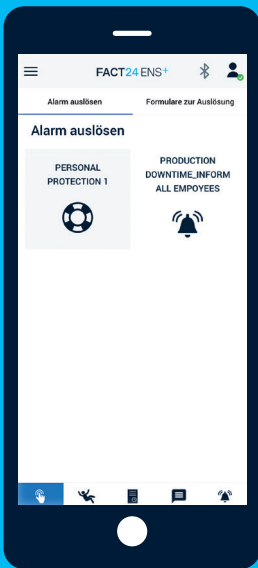 FACT24 ENS+
Alarm auslösen
Formulare zur Auslösung
Alarm auslösen
PERSONAL
PROTECTION 1
PRODUCTION
DOWNTIME_INFORM
ALL EMPOYEES